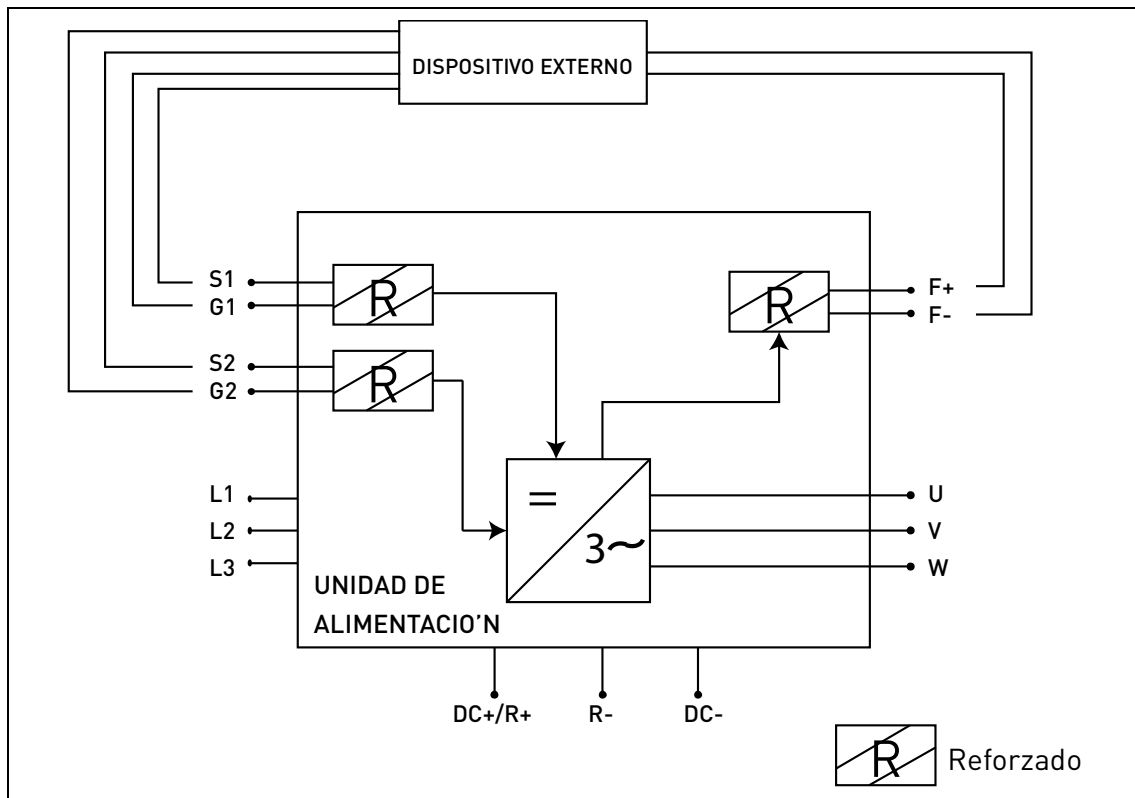 DISPOSITIVO EXTERNO
S1
G1
S2
G2
R
R
R
F+
F-
L1
L2
L3
=
3~
U
V
W
UNIDAD DE
ALIMENTACIO'N
DC+/R+
R-
DC-
R
Reforzado